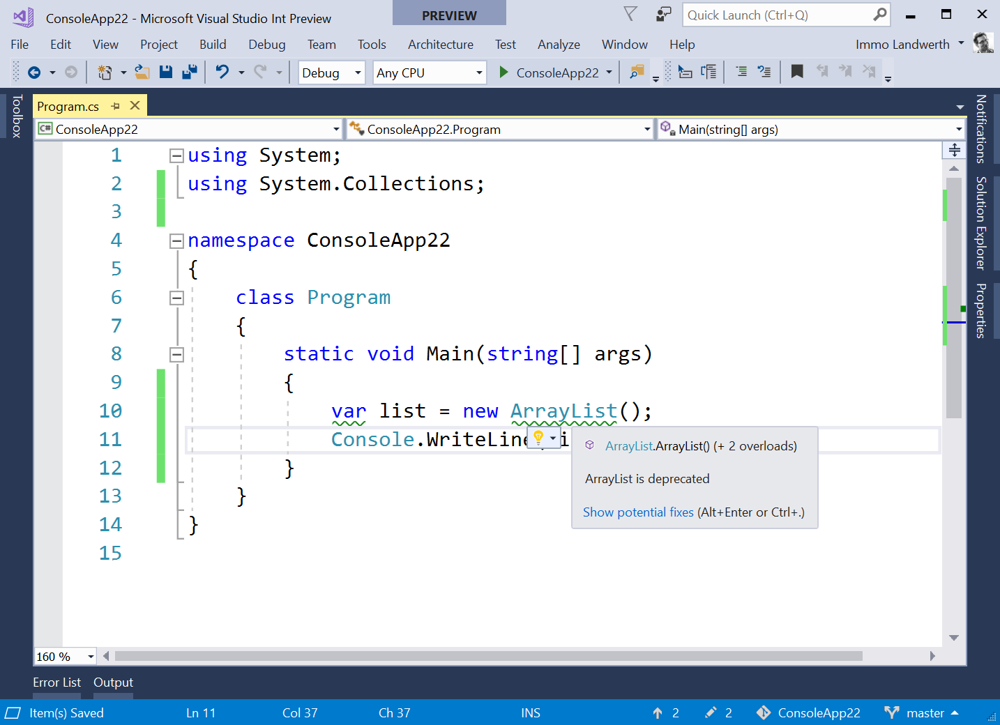 ConsoleApp22 - Microsoft Visual Studio Int Preview
PREVIEW
Quick Launch (Ctrl+Q)
File Edit View Project Build Debug Team Tools Architecture Test Analyze Window Help
Immo Landwerth
Debug
Any CPU
ConsoleApp22
Toolbox
Program.cs
C# ConsoleApp22
ConsoleApp22.Program
Main(string[] args)
Notifications
Solution Explorer
Properties
1 using System;
2 using System.Collections;
3
4 namespace ConsoleApp22
5 {
6 class Program
7 {
8 static void Main(string[] args)
9 {
10 var list = new ArrayList();
11 Console.WriteLine
12 }
13 }
14 }
15
ArrayList.ArrayList() (+ 2 overloads)
ArrayList is deprecated
Show potential fixes (Alt+Enter or Ctrl+.)
160 %
Error List Output
Item(s) Saved
Ln 11
Col 37
Ch 37
INS
2
2
ConsoleApp22
master